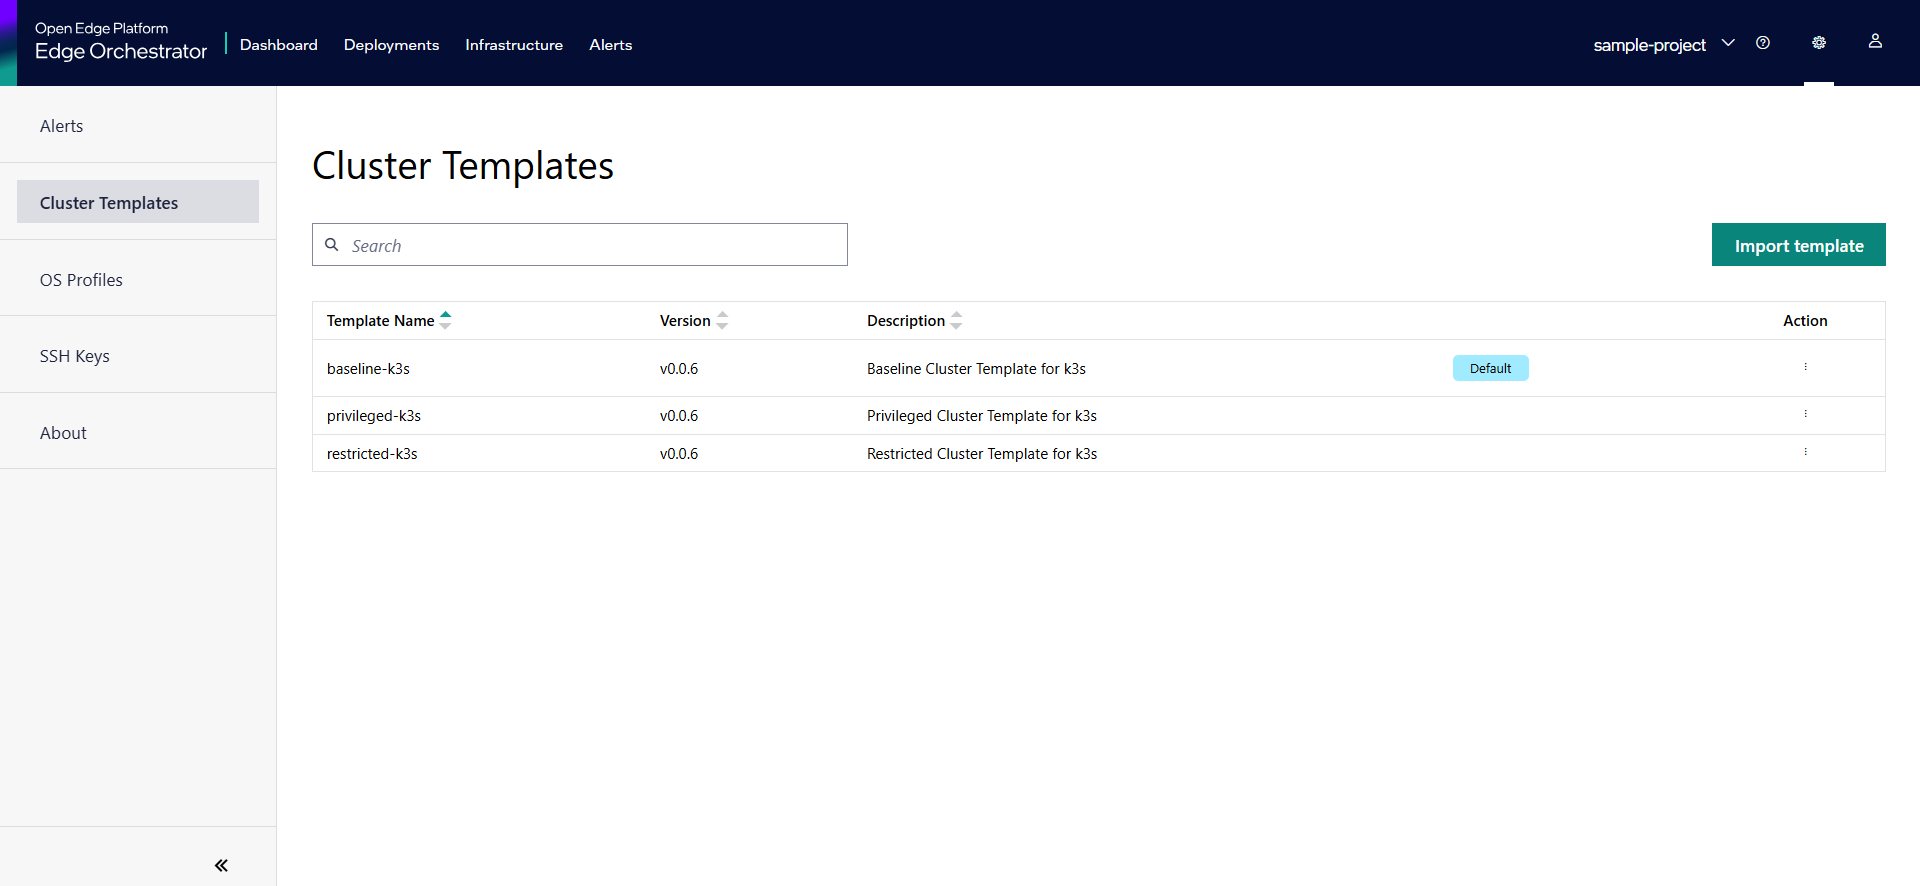 Open Edge Platform
Edge Orchestrator
Dashboard Deployments Infrastructure Alerts
sample-project
Alerts
Cluster Templates
OS Profiles
SSH Keys
About
Cluster Templates
Search
Import template
Template Name Version Description Action
baseline-k3s v0.0.6 Baseline Cluster Template for k3s Default
privileged-k3s v0.0.6 Privileged Cluster Template for k3s
restricted-k3s v0.0.6 Restricted Cluster Template for k3s